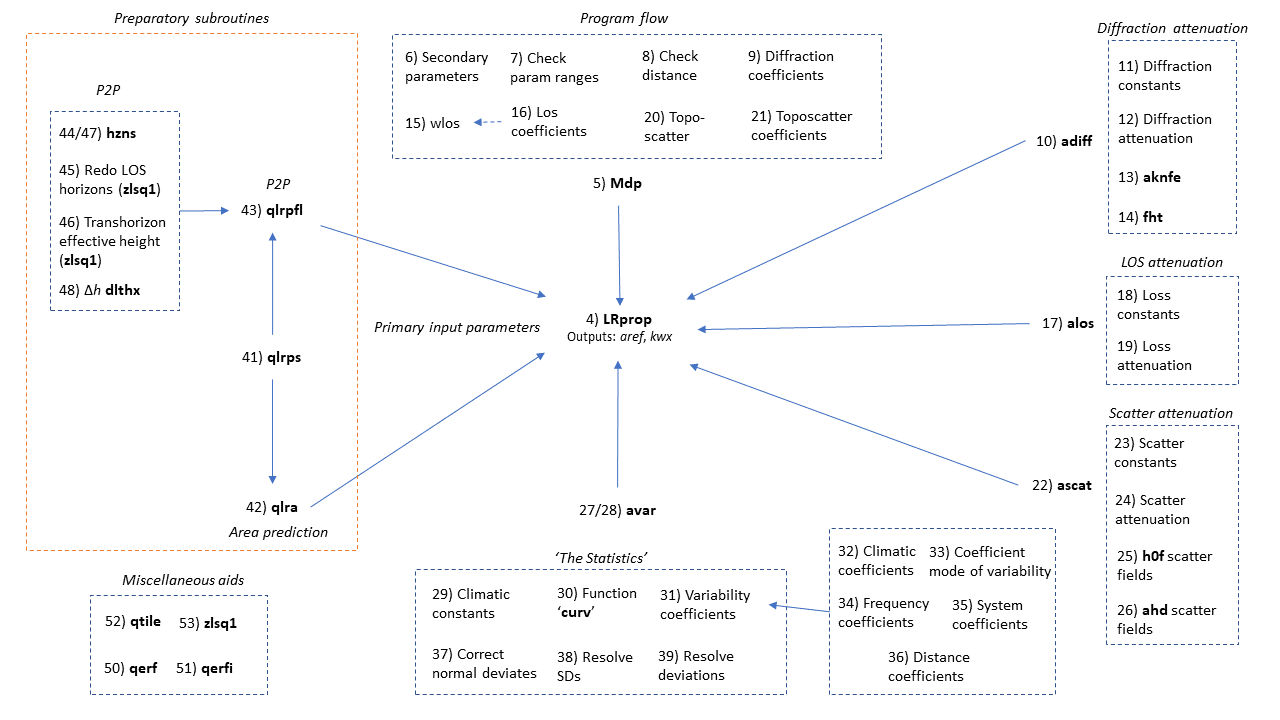 Preparatory subroutines
P2P
44/47) hzns
45) Redo LOS
horizons (zlsq1)
46) Transhorizon
effective height
(zlsq1)
48) Δh dlthx
P2P
43) qlrpfl
41) qlrps
42) qlra
Area prediction
Miscellaneous aids
52) qtile
53) zlsq1
50) qerf
51) qerfi
Program flow
6) Secondary
parameters
7) Check
param ranges
8) Check
distance
9) Diffraction
coefficients
15) wlos
16) Los
coefficients
20) Topo-
scatter
21) Toposcatter
coefficients
5) Mdp
Primary input parameters
4) LRprop
Outputs: aref, kwx
27/28) avar
‘The Statistics’
29) Climatic
constants
30) Function
‘curv’
31) Variability
coefficients
37) Correct
normal deviates
38) Resolve
SDs
39) Resolve
deviations
32) Climatic
coefficients
33) Coefficient
mode of variability
34) Frequency
coefficients
35) System
coefficients
36) Distance
coefficients
Diffraction attenuation
10) adiff
11) Diffraction
constants
12) Diffraction
attenuation
13) aknfe
14) fht
LOS attenuation
17) alos
18) Loss
constants
19) Loss
attenuation
Scatter attenuation
22) ascat
23) Scatter
constants
24) Scatter
attenuation
25) h0f scatter
fields
26) ahd scatter
fields